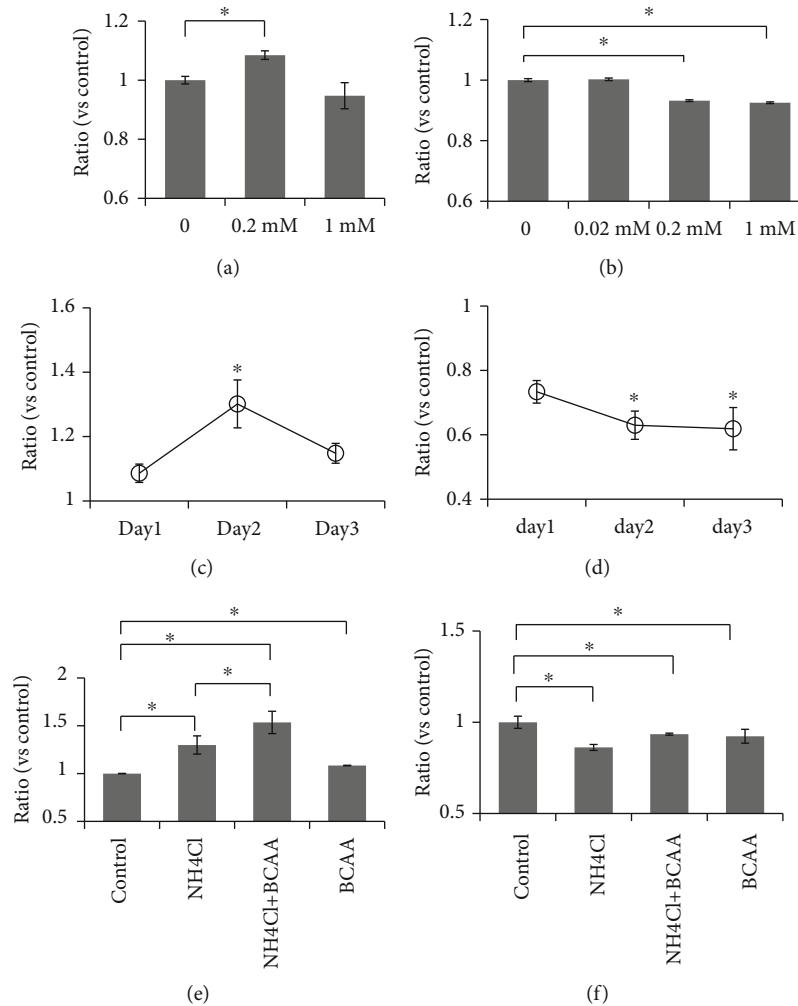 Ratio (vs control)
1.2
1
0.8
0.6
*
0
0.2 mM
1 mM
(a)
Ratio (vs control)
1.2
1
0.8
0.6
*
*
0
0.02 mM
0.2 mM
1 mM
(b)
Ratio (vs control)
1.6
1.4
1.2
1
*
Day1
Day2
Day3
(c)
Ratio (vs control)
1
0.8
0.6
0.4
*
*
day1
day2
day3
(d)
Ratio (vs control)
2
1.5
1
0.5
*
*
*
*
Control
NH4Cl
NH4Cl+BCAA
BCAA
(e)
Ratio (vs control)
1.5
1
0.5
*
*
*
Control
NH4Cl
NH4Cl+BCAA
BCAA
(f)